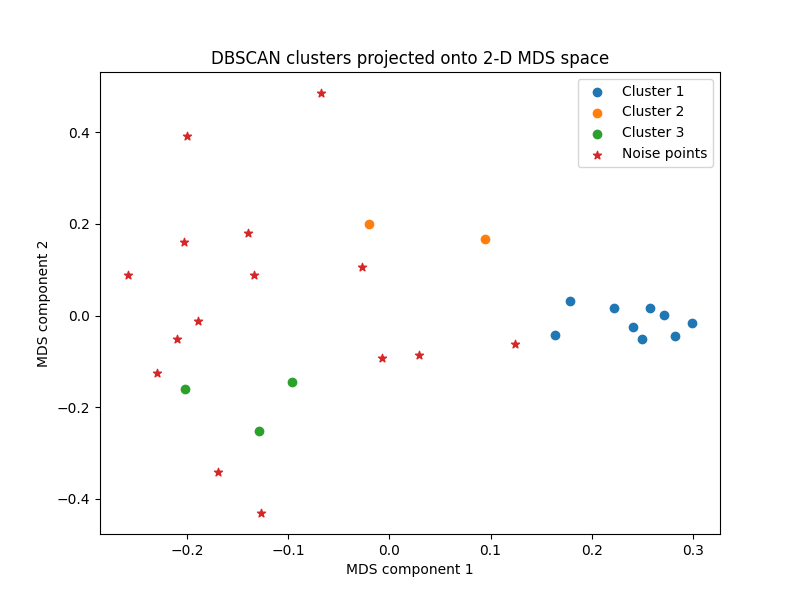 DBSCAN clusters projected onto 2-D MDS space
Cluster 1
Cluster 2
Cluster 3
Noise points
0.4
0.2
0.0
−0.2
−0.4
MDS component 2
−0.2
−0.1
0.0
0.1
0.2
0.3
MDS component 1